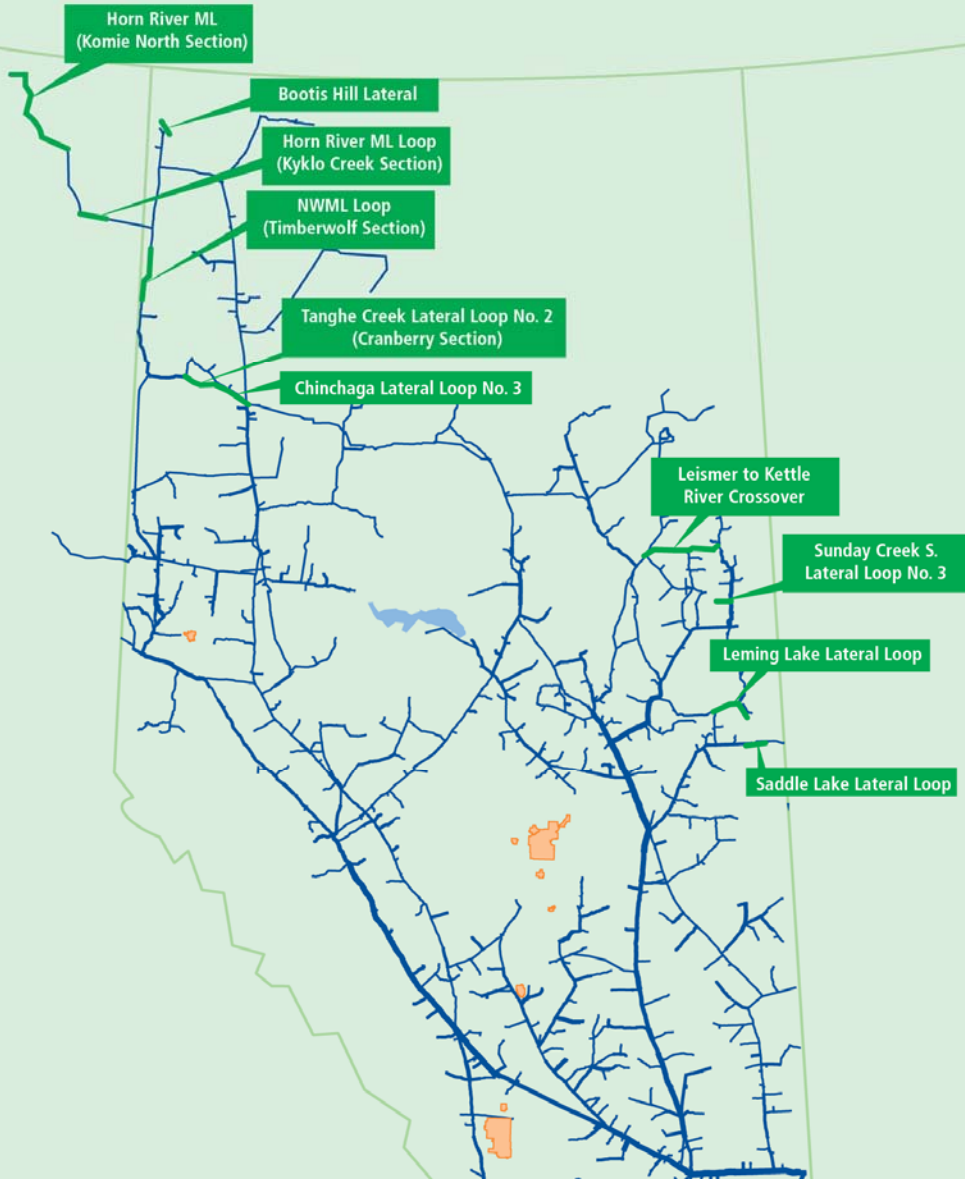 Horn River ML
(Komie North Section)
Bootis Hill Lateral
Horn River ML Loop
(Kyklo Creek Section)
NWML Loop
(Timberwolf Section)
Tanghe Creek Lateral Loop No. 2
(Cranberry Section)
Chinchaga Lateral Loop No. 3
Leismer to Kettle
River Crossover
Sunday Creek S.
Lateral Loop No. 3
Leming Lake Lateral Loop
Saddle Lake Lateral Loop